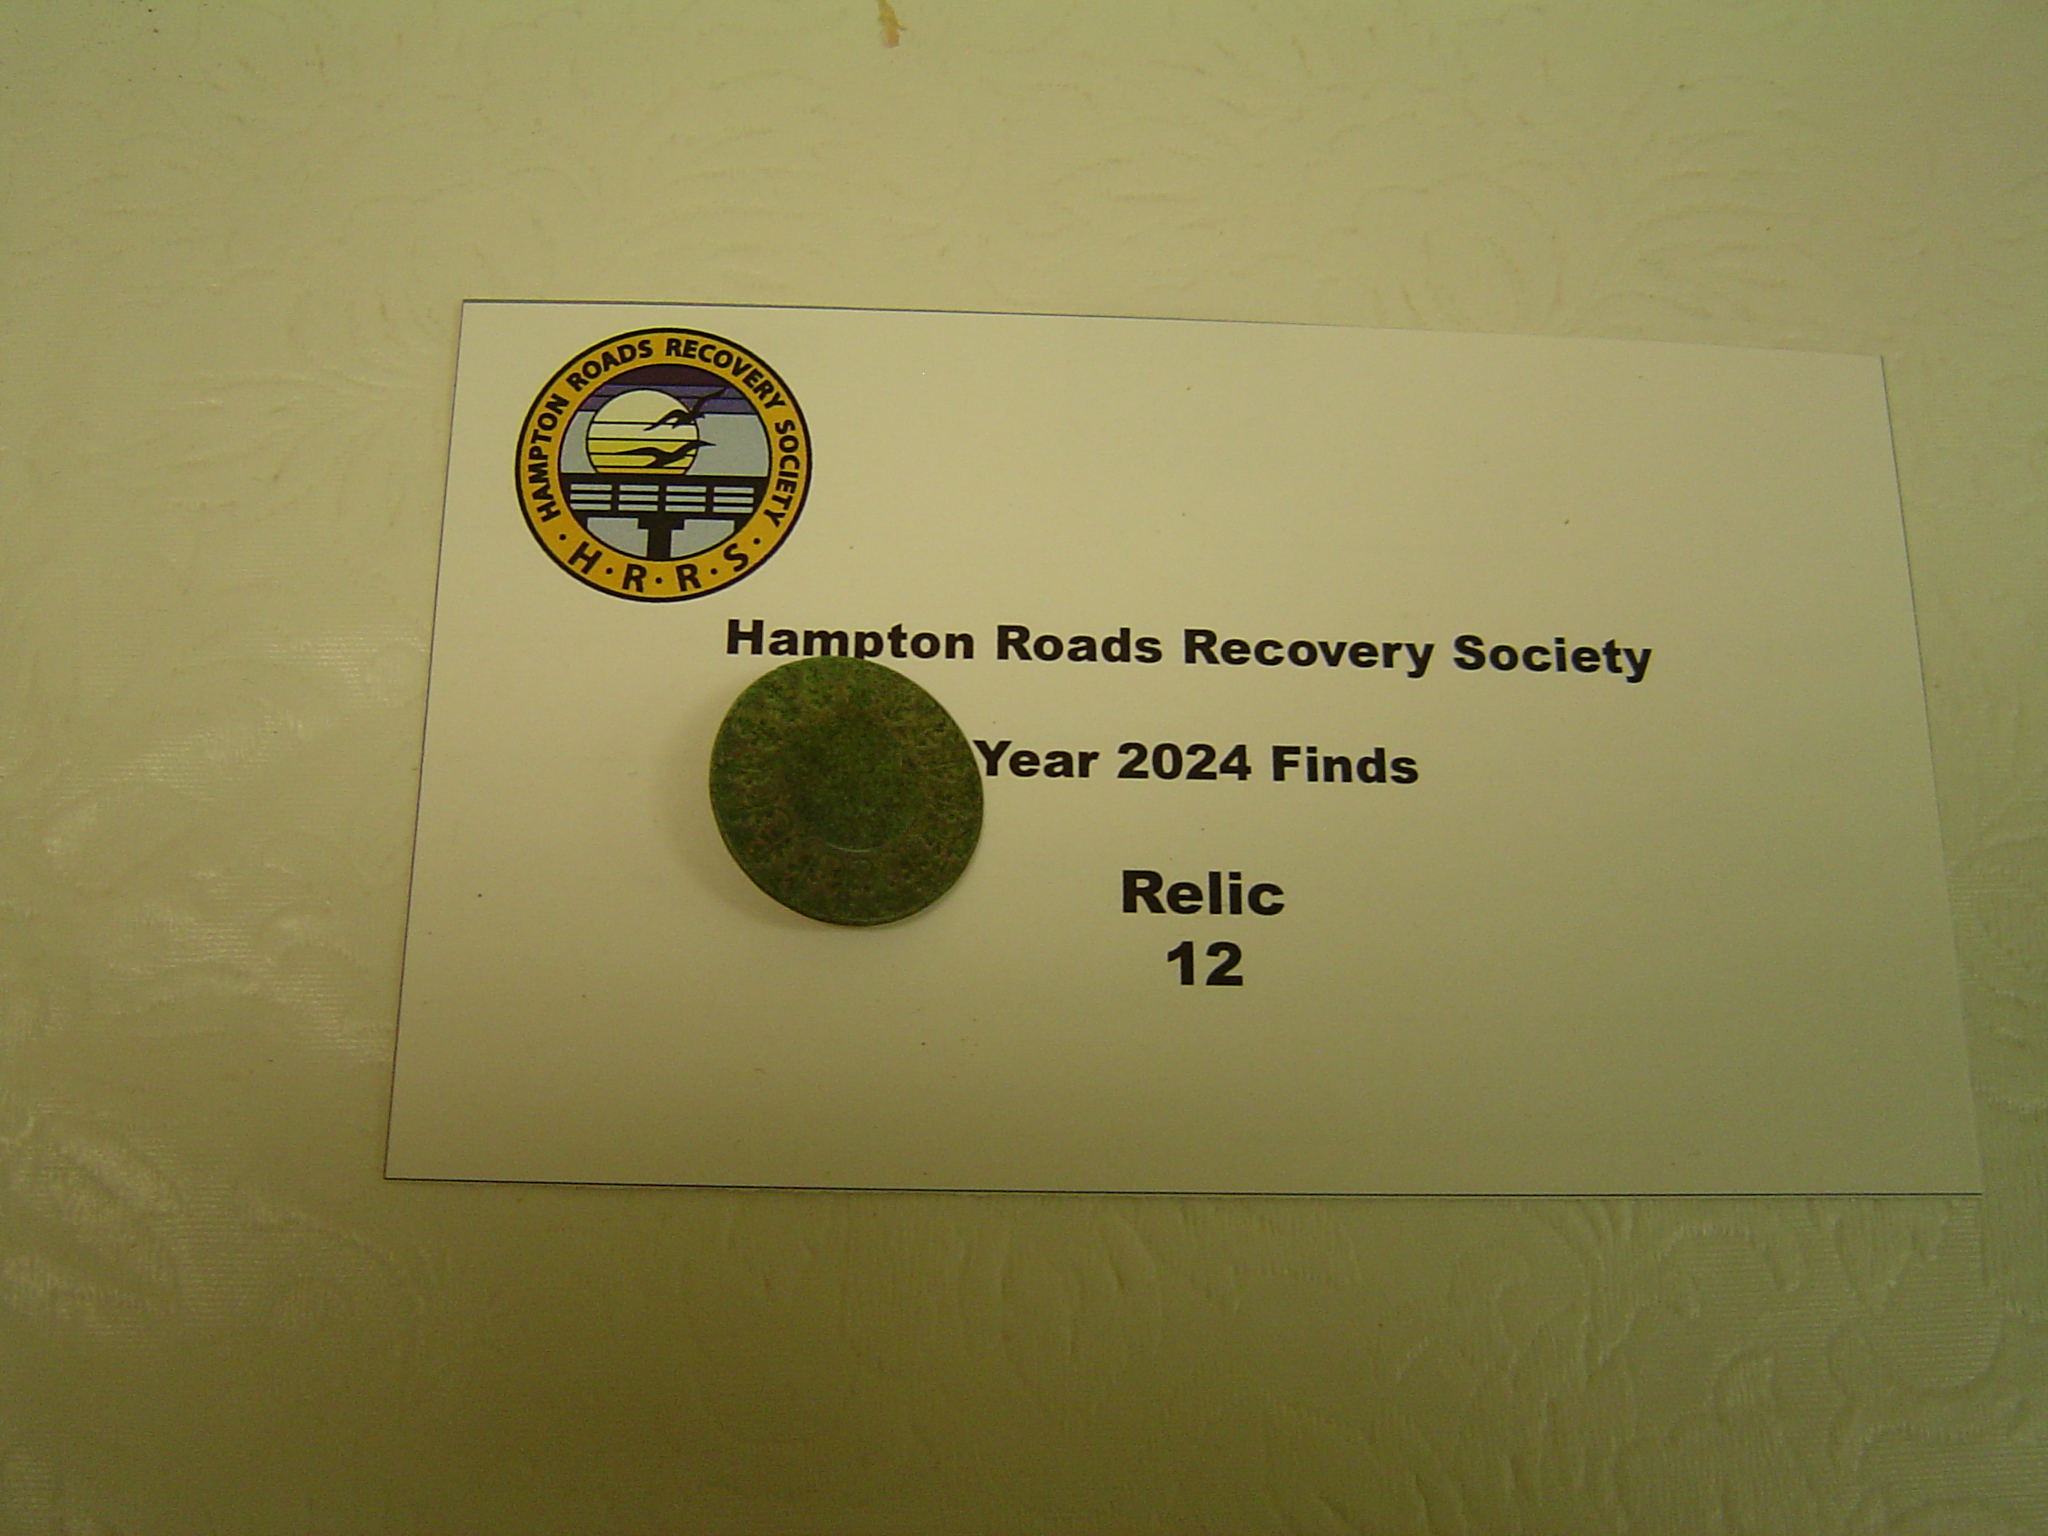 HAMPTON ROADS RECOVERY SOCIETY
· H · R · R · S ·
Hampton Roads Recovery Society
Year 2024 Finds
Relic
12